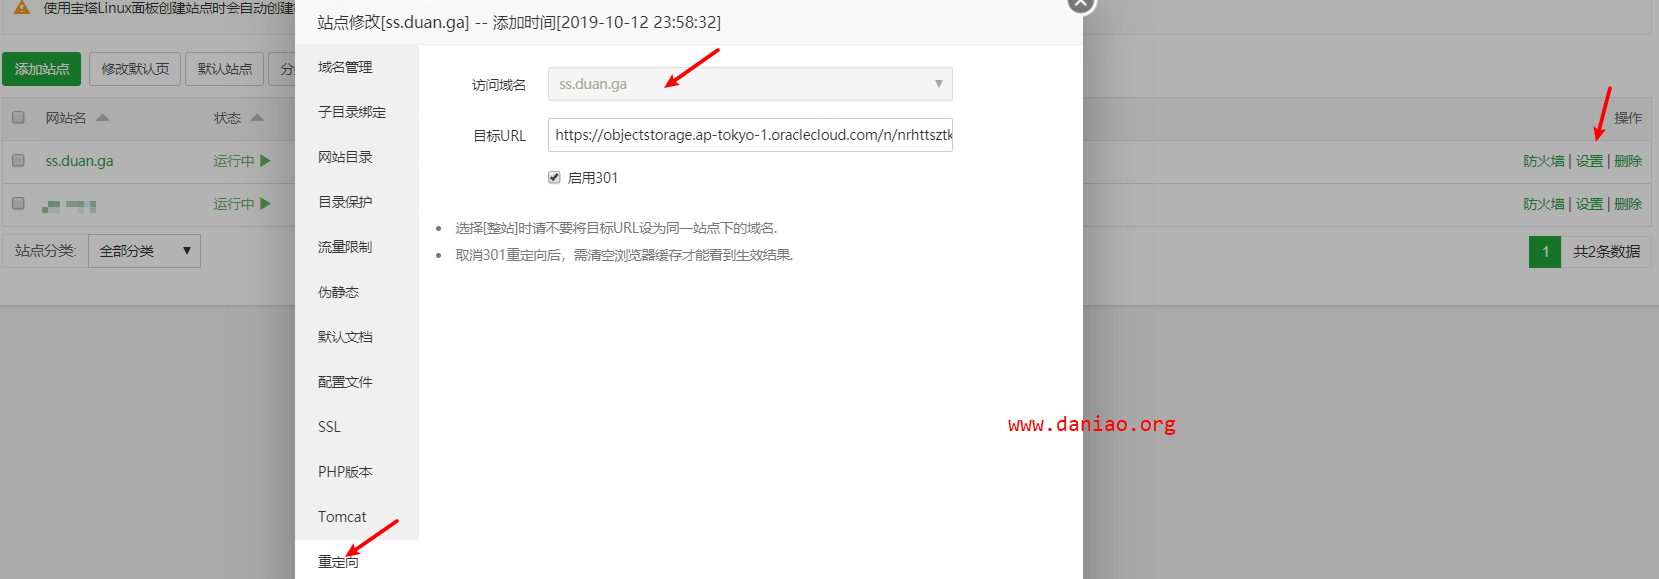 使用宝塔Linux面板创建站点时会自动创建
站点修改[ss.duan.ga] -- 添加时间[2019-10-12 23:58:32]
添加站点 修改默认页 默认站点
网站名 状态 操作
ss.duan.ga 运行中 防火墙 | 设置 | 删除
运行中 防火墙 | 设置 | 删除
站点分类: 全部分类 1 共2条数据
域名管理
子目录绑定
网站目录
目录保护
流量限制
伪静态
默认文档
配置文件
SSL
PHP版本
Tomcat
重定向
访问域名 ss.duan.ga
目标URL https://objectstorage.ap-tokyo-1.oraclecloud.com/n/nrhttsztk
启用301
选择[整站]时请不要将目标URL设为同一站点下的域名.
取消301重定向后，需清空浏览器缓存才能看到生效结果.
www.daniao.org